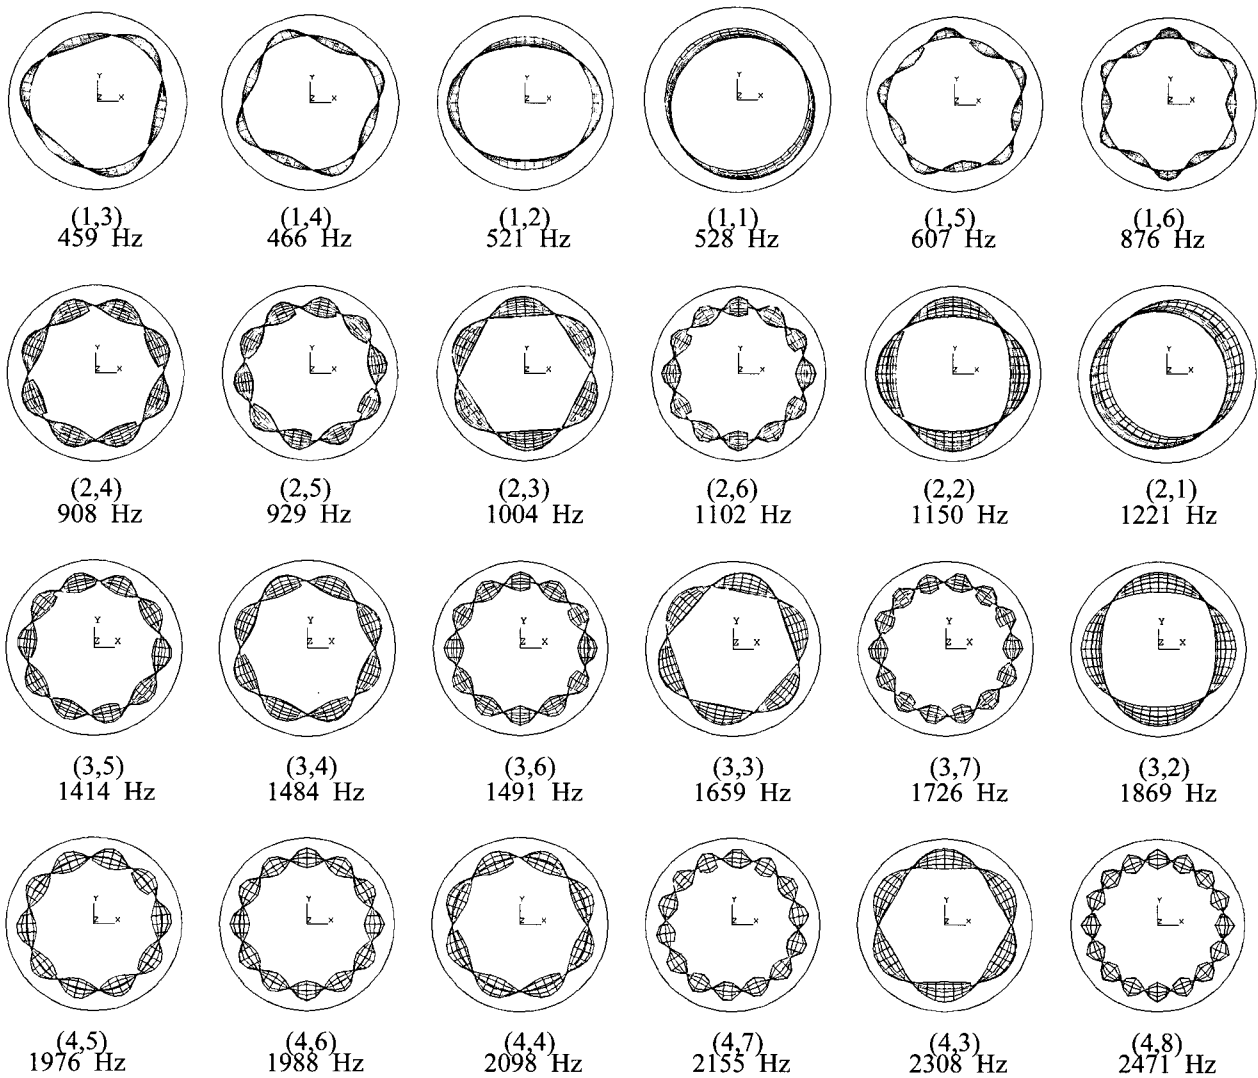 Y
Z X
Y
Z X
Y
Z X
Y
Z X
Y
Z X
Y
Z X
(1,3) (1,4) (1,2) (1,1) (1,5) (1,6)
459 Hz 466 Hz 521 Hz 528 Hz 607 Hz 876 Hz
Y
Z X
Y
Z X
Y
Z X
Y
Z X
Y
Z X
Y
Z X
(2,4) (2,5) (2,3) (2,6) (2,2) (2,1)
908 Hz 929 Hz 1004 Hz 1102 Hz 1150 Hz 1221 Hz
Y
Z X
Y
Z X
Y
Z X
Y
Z X
Y
Z X
Y
Z X
(3,5) (3,4) (3,6) (3,3) (3,7) (3,2)
1414 Hz 1484 Hz 1491 Hz 1659 Hz 1726 Hz 1869 Hz
Y
Z X
Y
Z X
Y
Z X
Y
Z X
Y
Z X
Y
Z X
(4,5) (4,6) (4,4) (4,7) (4,3) (4,8)
1976 Hz 1988 Hz 2098 Hz 2155 Hz 2308 Hz 2471 Hz